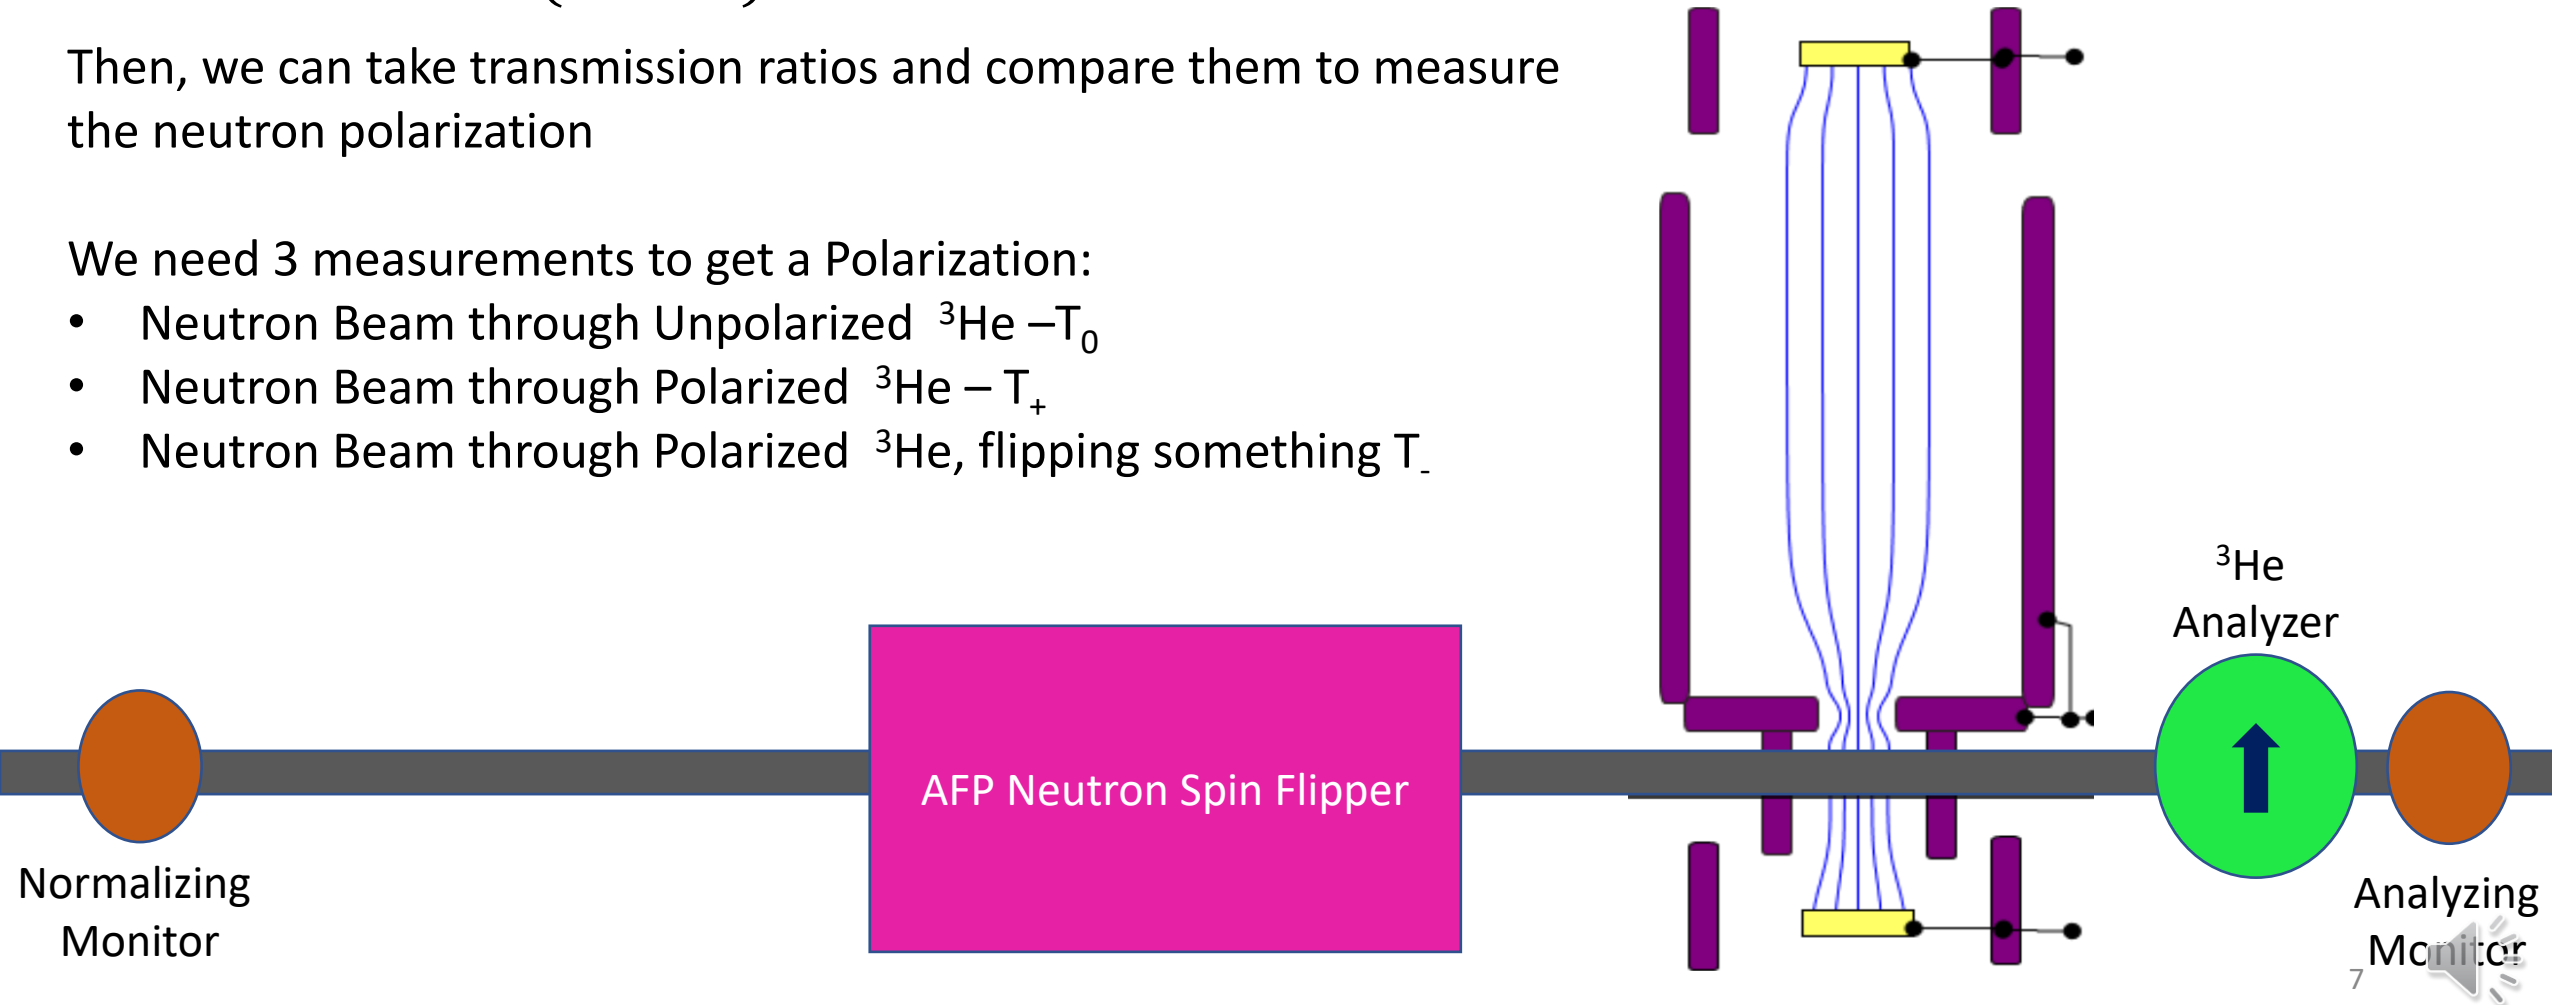 Then, we can take transmission ratios and compare them to measure
the neutron polarization
We need 3 measurements to get a Polarization:
• Neutron Beam through Unpolarized ³He –T₀
• Neutron Beam through Polarized ³He – T₊
• Neutron Beam through Polarized ³He, flipping something T₋
³He
Analyzer
AFP Neutron Spin Flipper
Normalizing
Monitor
Analyzing
Monitor
7